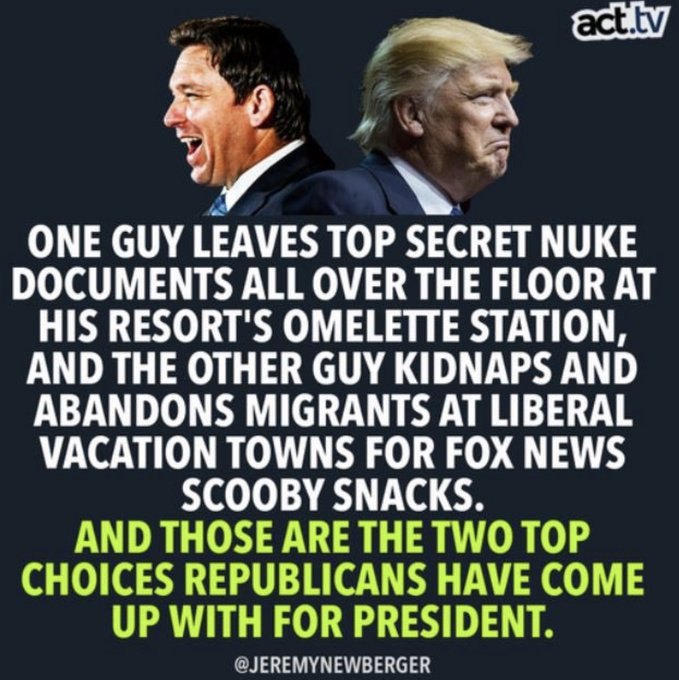 act.tv
ONE GUY LEAVES TOP SECRET NUKE
DOCUMENTS ALL OVER THE FLOOR AT
HIS RESORT'S OMELETTE STATION,
AND THE OTHER GUY KIDNAPS AND
ABANDONS MIGRANTS AT LIBERAL
VACATION TOWNS FOR FOX NEWS
SCOOBY SNACKS.
AND THOSE ARE THE TWO TOP
CHOICES REPUBLICANS HAVE COME
UP WITH FOR PRESIDENT.
@JEREMYNEWBERGER